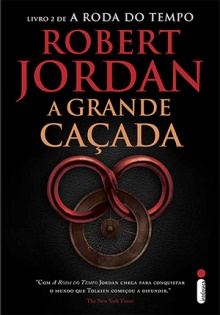 LIVRO 2 DE A RODA DO TEMPO
ROBERT
JORDAN
A GRANDE
CAÇADA
"COM A RODA DO TEMPO JORDAN CHEGA PARA CONQUISTAR
O MUNDO QUE TOLKIEN COMEÇOU A DIFUNDIR."
The New York Times